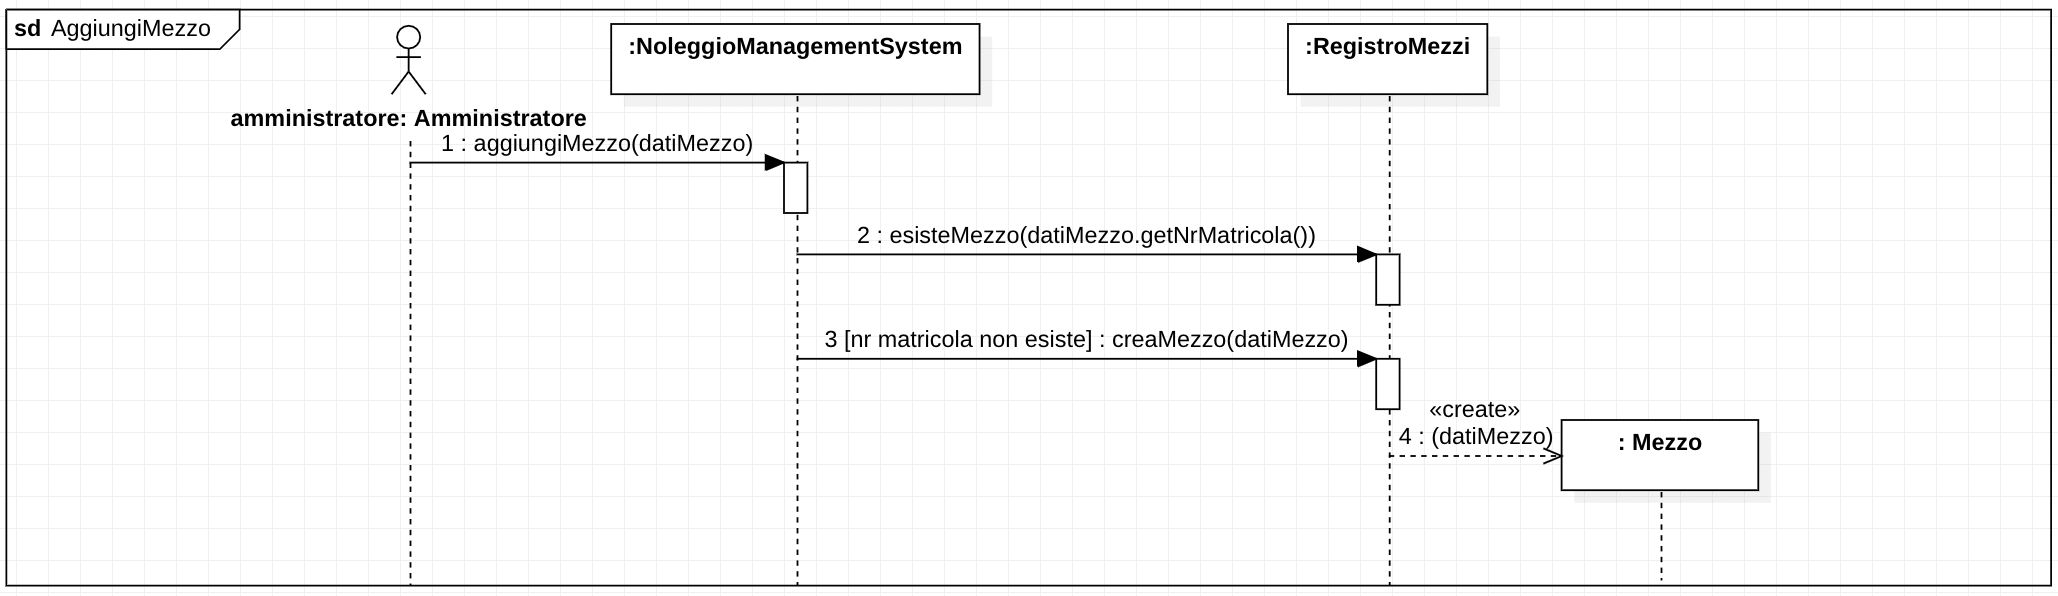 sd AggiungiMezzo
:NoleggioManagementSystem
:RegistroMezzi
amministratore: Amministratore
1 : aggiungiMezzo(datiMezzo)
2 : esisteMezzo(datiMezzo.getNrMatricola())
3 [nr matricola non esiste] : creaMezzo(datiMezzo)
«create»
4 : (datiMezzo)
: Mezzo